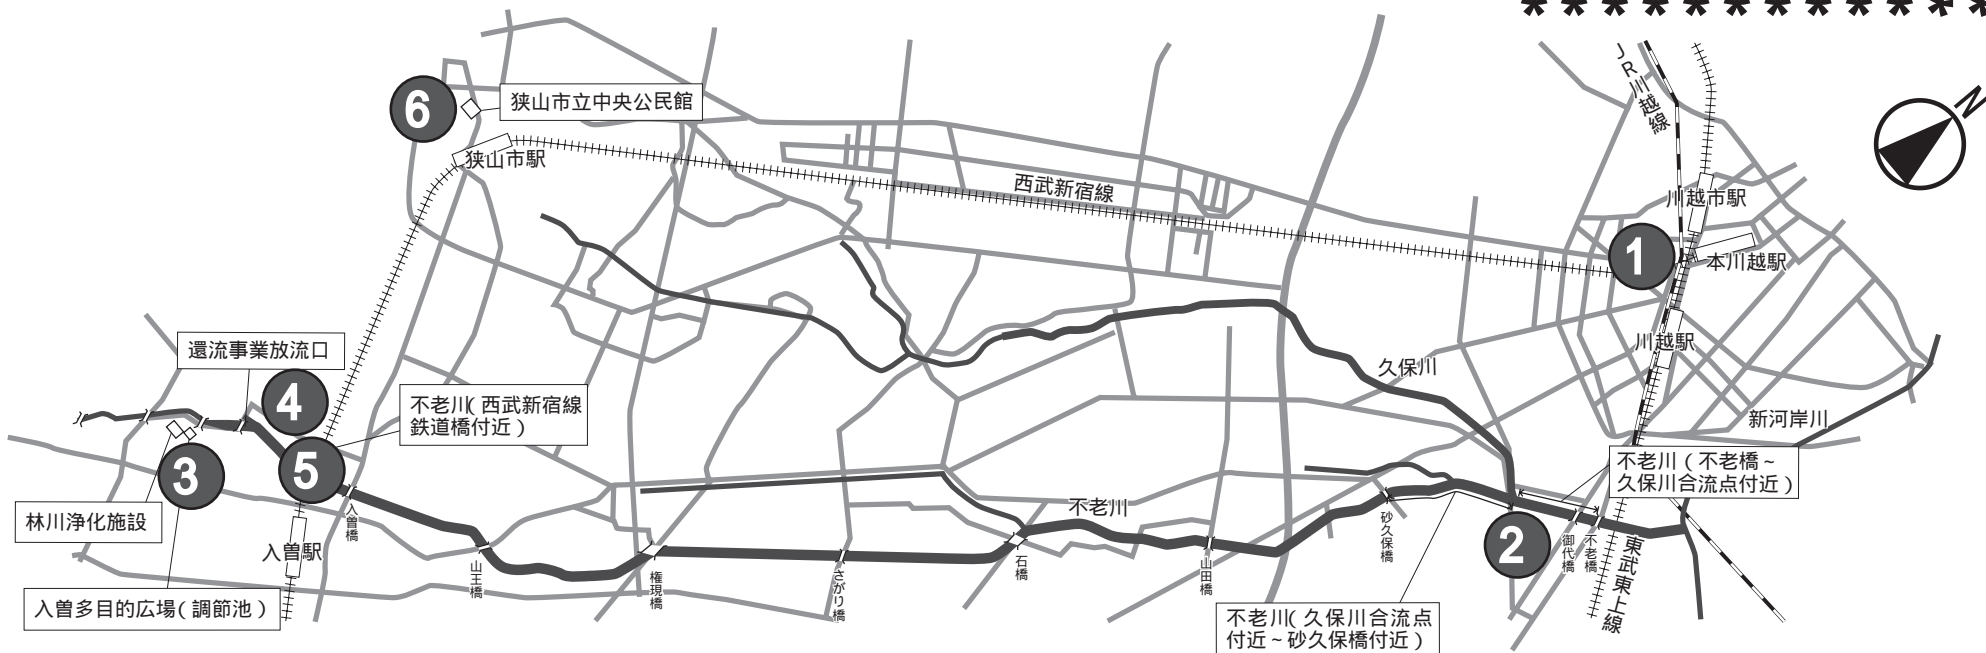 ＊＊＊＊＊＊＊＊＊＊＊＊
JR川越線
N
6
狭山市立中央公民館
狭山市駅
西武新宿線
川越市駅
1
本川越駅
川越駅
還流事業放流口
4
不老川（西武新宿線
鉄道橋付近）
久保川
新河岸川
3
5
不老川（不老橋～
久保川合流点付近）
林川浄化施設
入曽橋
不老川
砂久保橋
2
入曽駅
山王橋
権現橋
さがり橋
石橋
山田橋
御代橋
不老橋
東武東上線
入曽多目的広場（調節池）
不老川（久保川合流点
付近～砂久保橋付近）